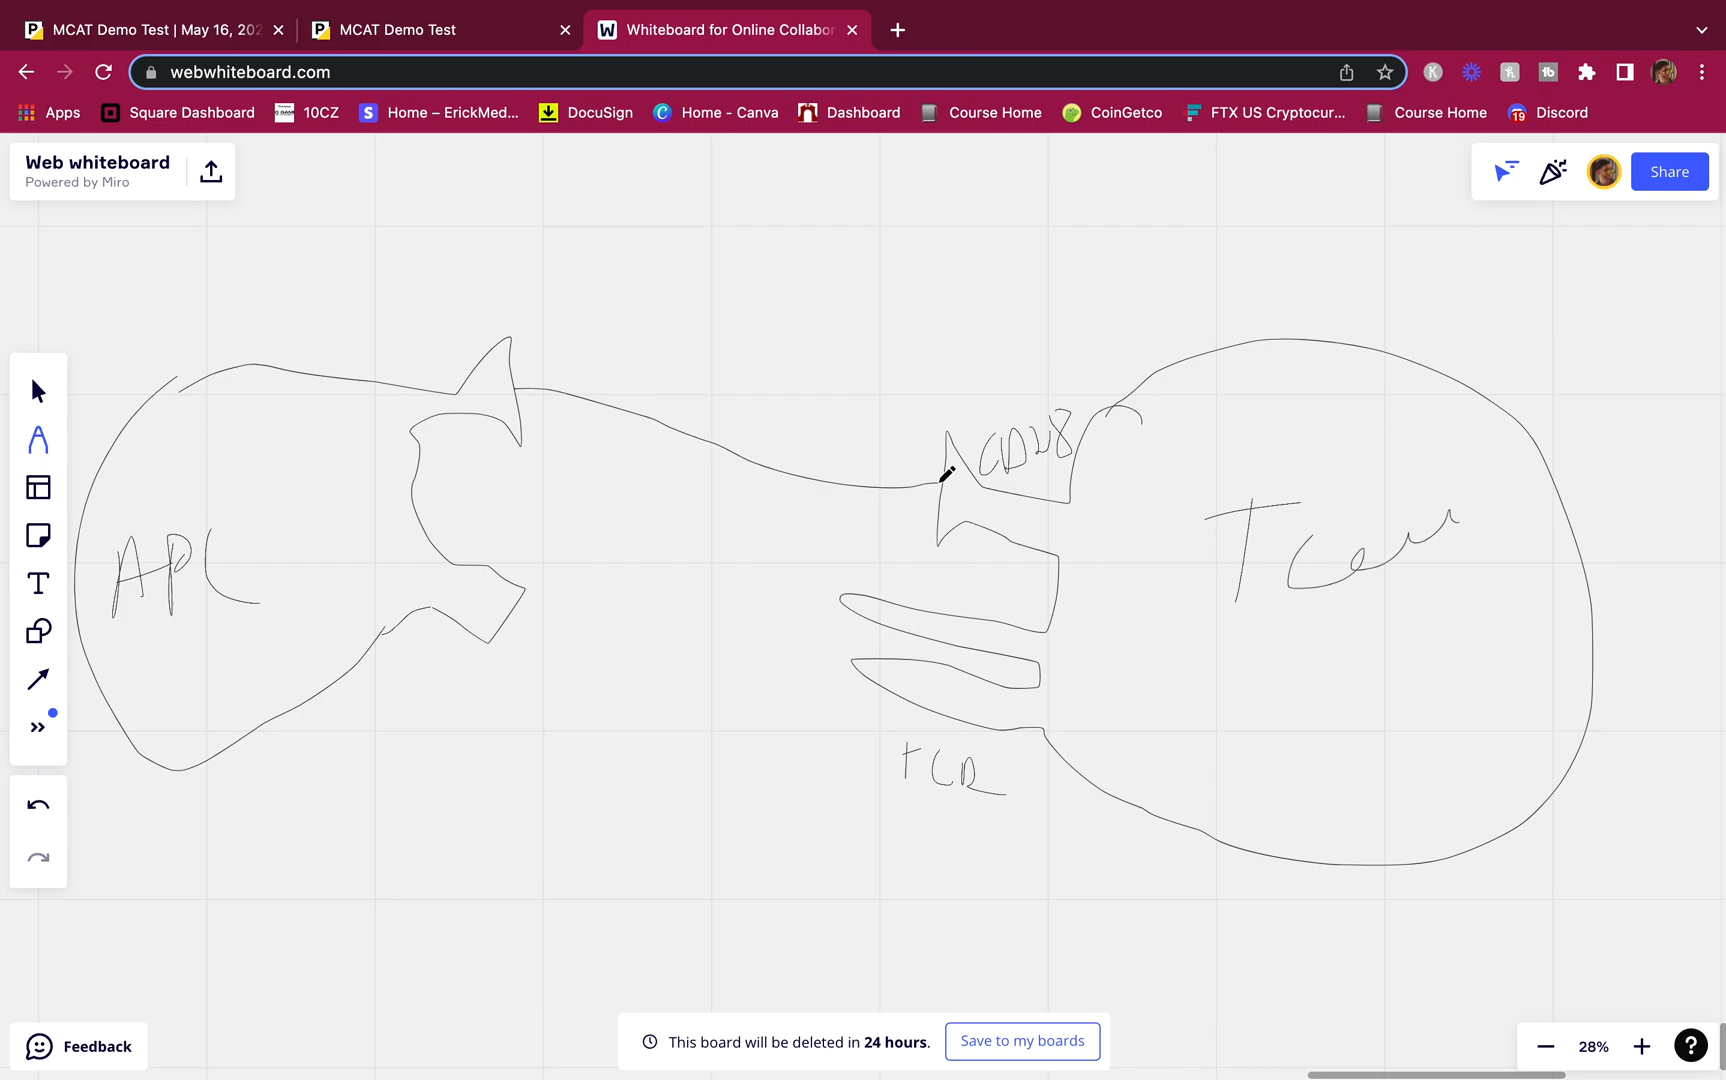 MCAT Demo Test | May 16, 202
MCAT Demo Test
Whiteboard for Online Collabor
webwhiteboard.com
Apps
Square Dashboard
10CZ
Home – ErickMed...
DocuSign
Home - Canva
Dashboard
Course Home
CoinGetco
FTX US Cryptocur...
Course Home
19
Discord
Web whiteboard
Powered by Miro
Share
CD28
APC
T Cell
TCR
This board will be deleted in 24 hours.
Save to my boards
Feedback
28%